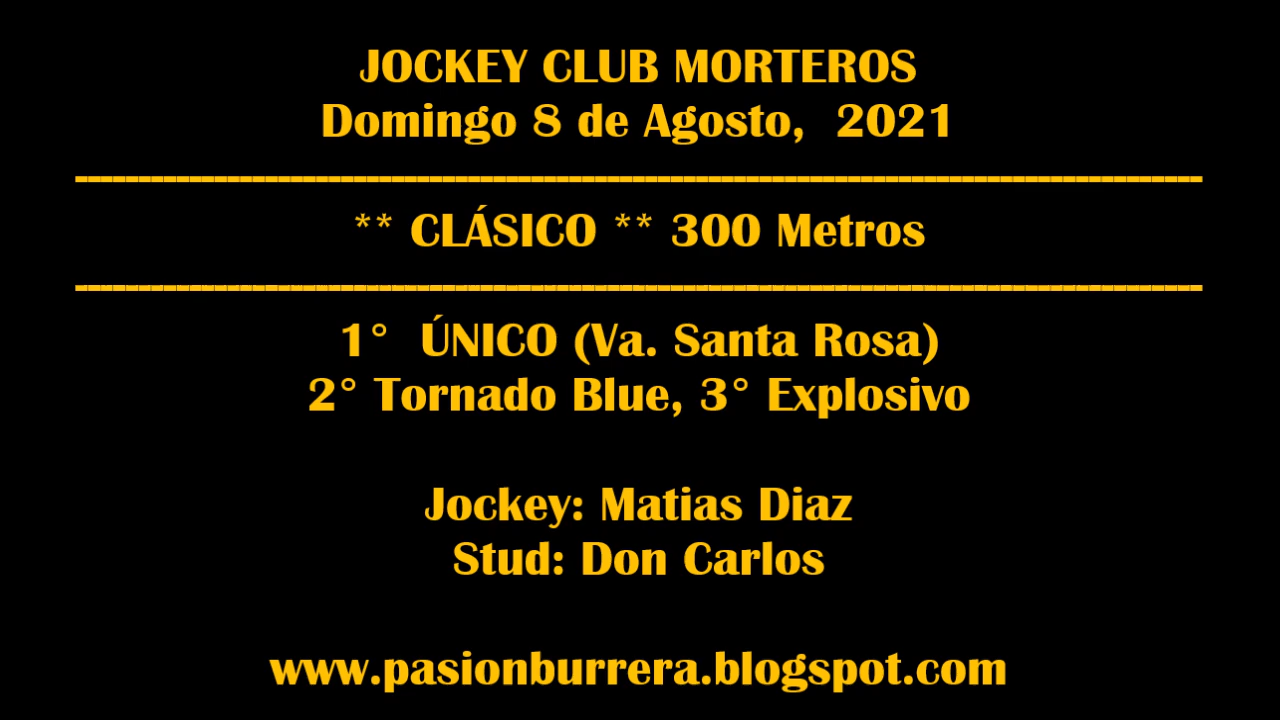 JOCKEY CLUB MORTEROS
Domingo 8 de Agosto, 2021
--------------------------------------------------------------------------------
** CLÁSICO ** 300 Metros
--------------------------------------------------------------------------------
1° ÚNICO (Va. Santa Rosa)
2° Tornado Blue, 3° Explosivo
Jockey: Matias Diaz
Stud: Don Carlos
www.pasionburrera.blogspot.com